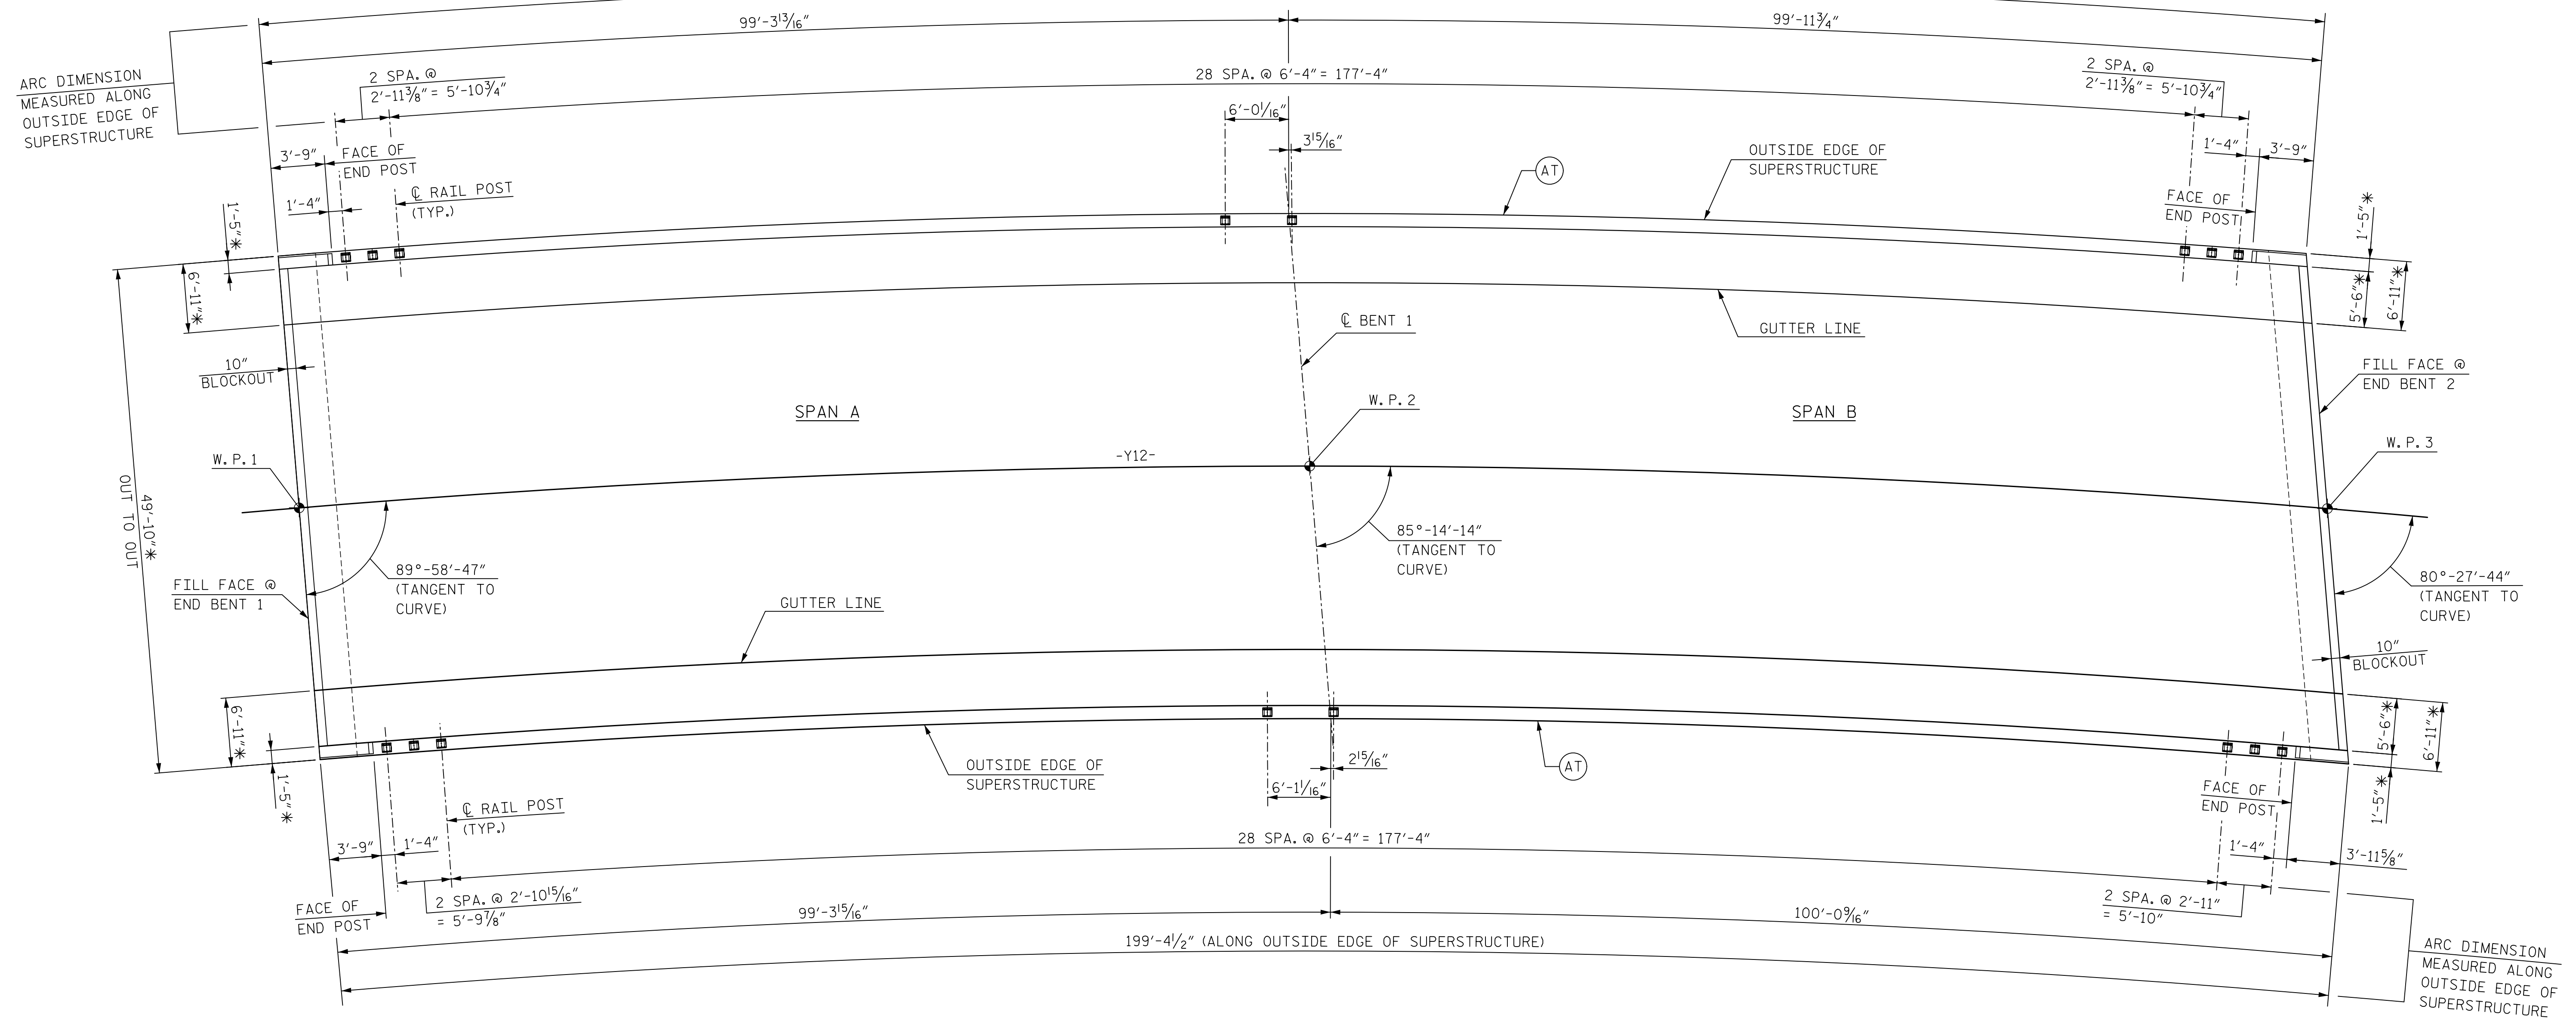 99'-3 13/16"
99'-11 3/4"
ARC DIMENSION
MEASURED ALONG
OUTSIDE EDGE OF
SUPERSTRUCTURE
2 SPA. @
2'-11 3/8" = 5'-10 3/4"
28 SPA. @ 6'-4" = 177'-4"
2 SPA. @
2'-11 3/8" = 5'-10 3/4"
6'-0 1/16"
3 15/16"
3'-9"
FACE OF
END POST
1'-4"
℄ RAIL POST
(TYP.)
AT
OUTSIDE EDGE OF
SUPERSTRUCTURE
1'-4"
3'-9"
FACE OF
END POST
1'-5"*
6'-11"*
1'-5"*
5'-6"*
6'-11"*
℄ BENT 1
GUTTER LINE
10"
BLOCKOUT
FILL FACE @
END BENT 2
SPAN A
W.P.2
SPAN B
W.P.1
-Y12-
W.P.3
49'-10"*
OUT TO OUT
85°-14'-14"
(TANGENT TO
CURVE)
89°-58'-47"
(TANGENT TO
CURVE)
80°-27'-44"
(TANGENT TO
CURVE)
FILL FACE @
END BENT 1
GUTTER LINE
10"
BLOCKOUT
6'-11"*
1'-5"*
5'-6"*
6'-11"*
1'-5"*
OUTSIDE EDGE OF
SUPERSTRUCTURE
2 15/16"
6'-1 1/16"
AT
℄ RAIL POST
(TYP.)
FACE OF
END POST
3'-9"
1'-4"
28 SPA. @ 6'-4" = 177'-4"
1'-4"
3'-11 5/8"
FACE OF
END POST
2 SPA. @ 2'-10 15/16"
= 5'-9 7/8"
99'-3 15/16"
100'-0 9/16"
2 SPA. @ 2'-11"
= 5'-10"
199'-4 1/2" (ALONG OUTSIDE EDGE OF SUPERSTRUCTURE)
ARC DIMENSION
MEASURED ALONG
OUTSIDE EDGE OF
SUPERSTRUCTURE